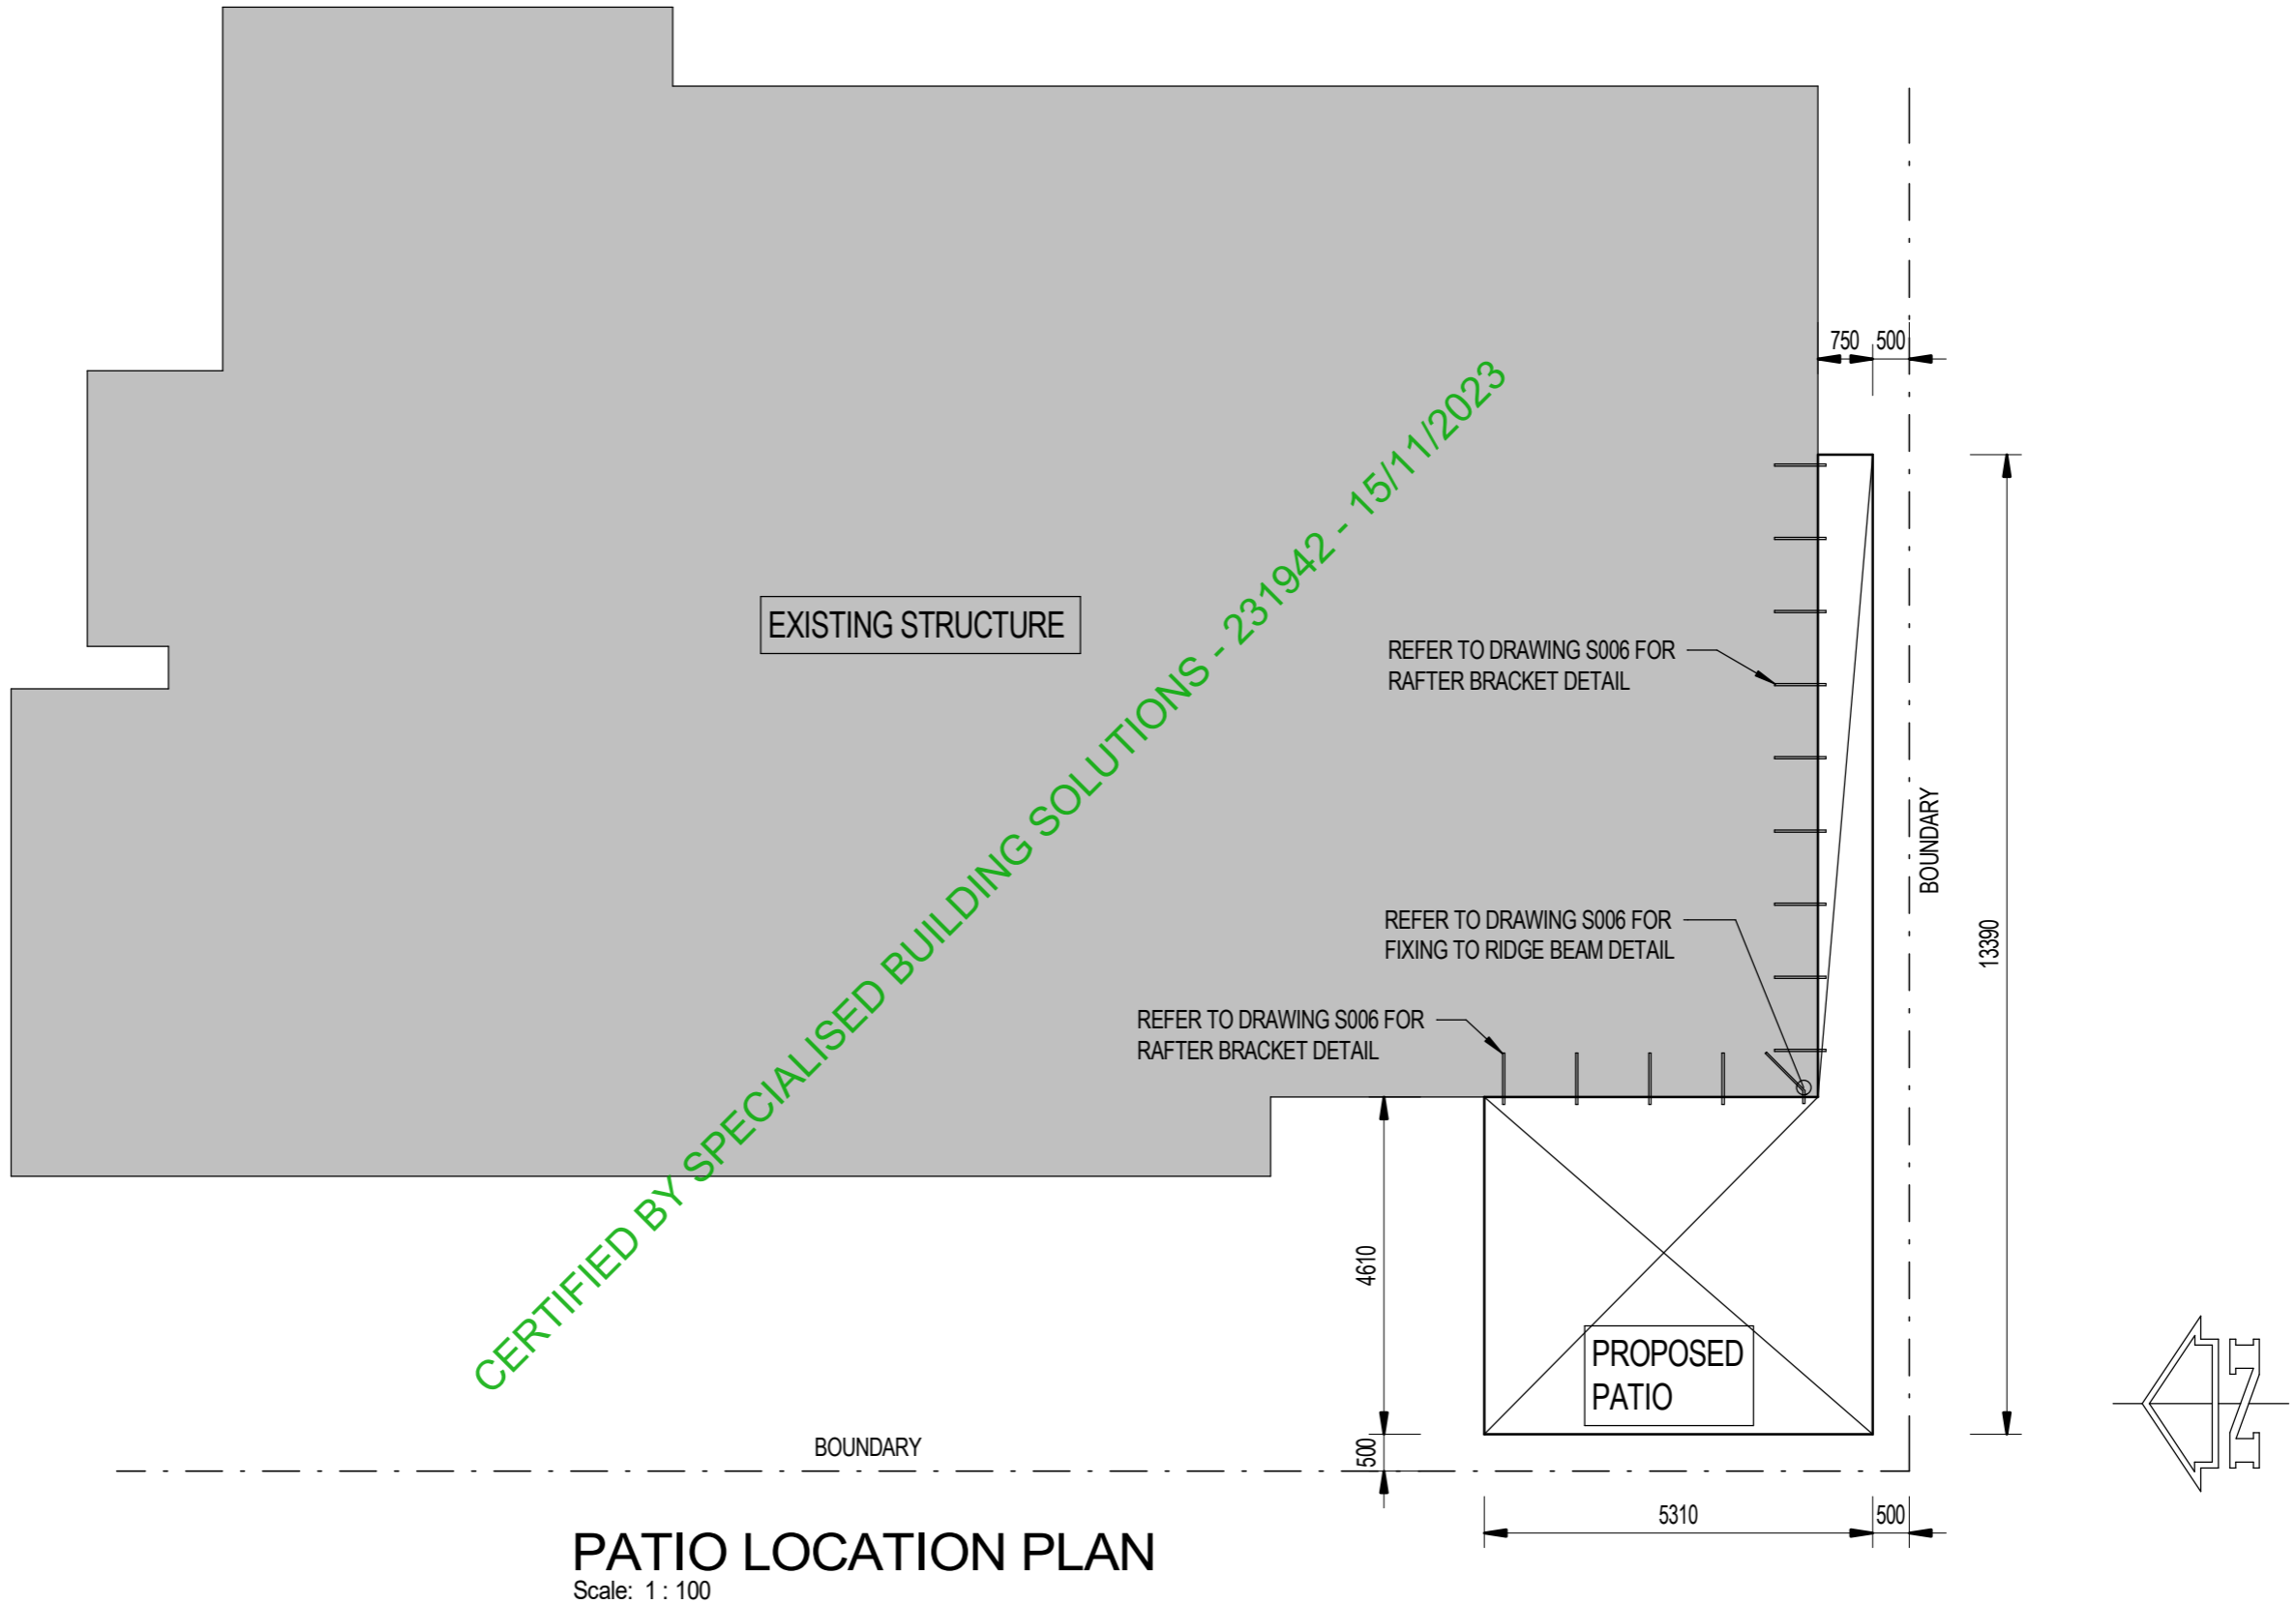 750
500
EXISTING STRUCTURE
CERTIFIED BY SPECIALISED BUILDING SOLUTIONS - 231942 - 15/11/2023
REFER TO DRAWING S006 FOR
RAFTER BRACKET DETAIL
BOUNDARY
13390
REFER TO DRAWING S006 FOR
FIXING TO RIDGE BEAM DETAIL
REFER TO DRAWING S006 FOR
RAFTER BRACKET DETAIL
4610
PROPOSED
PATIO
N
500
BOUNDARY
5310
500
PATIO LOCATION PLAN
Scale: 1 : 100